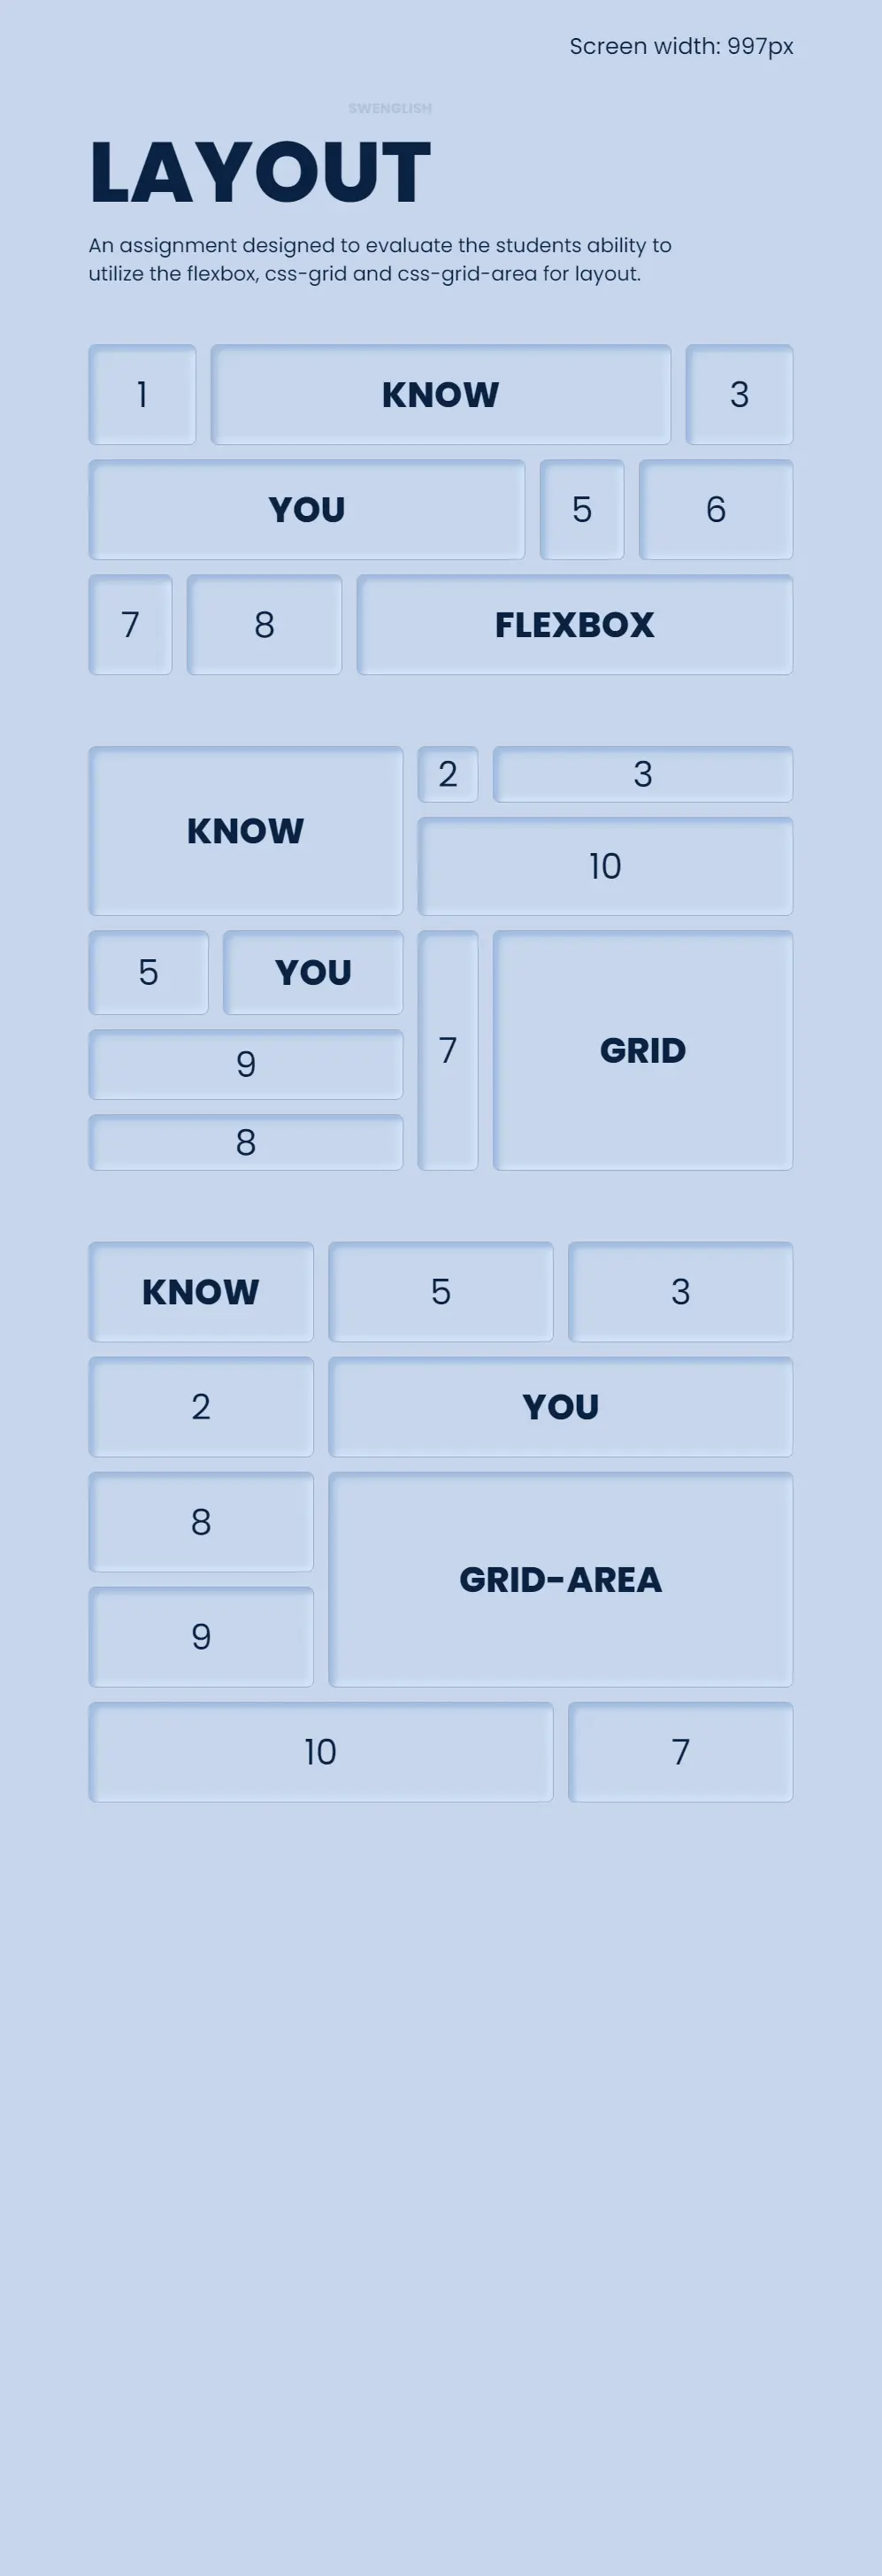 Screen width: 997px
SWENGLISH
LAYOUT
An assignment designed to evaluate the students ability to
utilize the flexbox, css-grid and css-grid-area for layout.
1 KNOW 3
YOU 5 6
7 8 FLEXBOX
KNOW 2 3
10
5 YOU 7 GRID
9
8
KNOW 5 3
2 YOU
8 GRID-AREA
9
10 7